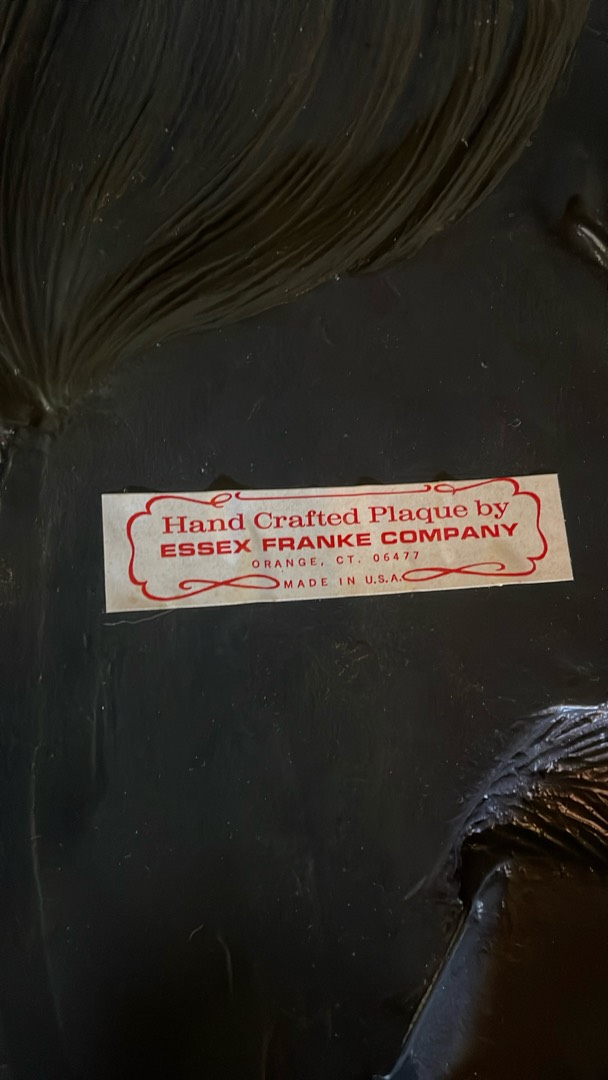 Hand Crafted Plaque by
ESSEX FRANKE COMPANY
ORANGE, CT. 06477
MADE IN U.S.A.